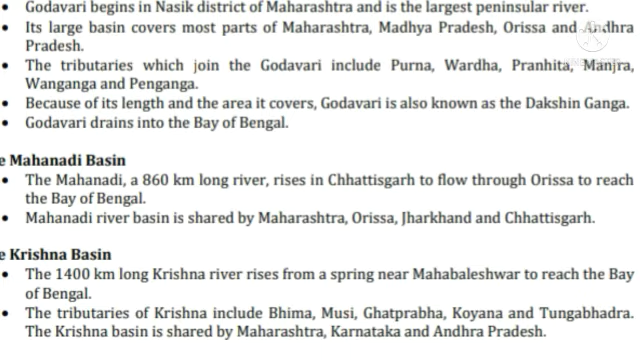 • Godavari begins in Nasik district of Maharashtra and is the largest peninsular river.
• Its large basin covers most parts of Maharashtra, Madhya Pradesh, Orissa and Andhra
Pradesh.
• The tributaries which join the Godavari include Purna, Wardha, Pranhita, Manjra,
Wanganga and Penganga.
• Because of its length and the area it covers, Godavari is also known as the Dakshin Ganga.
• Godavari drains into the Bay of Bengal.
e Mahanadi Basin
• The Mahanadi, a 860 km long river, rises in Chhattisgarh to flow through Orissa to reach
the Bay of Bengal.
• Mahanadi river basin is shared by Maharashtra, Orissa, Jharkhand and Chhattisgarh.
e Krishna Basin
• The 1400 km long Krishna river rises from a spring near Mahabaleshwar to reach the Bay
of Bengal.
• The tributaries of Krishna include Bhima, Musi, Ghatprabha, Koyana and Tungabhadra.
The Krishna basin is shared by Maharashtra, Karnataka and Andhra Pradesh.